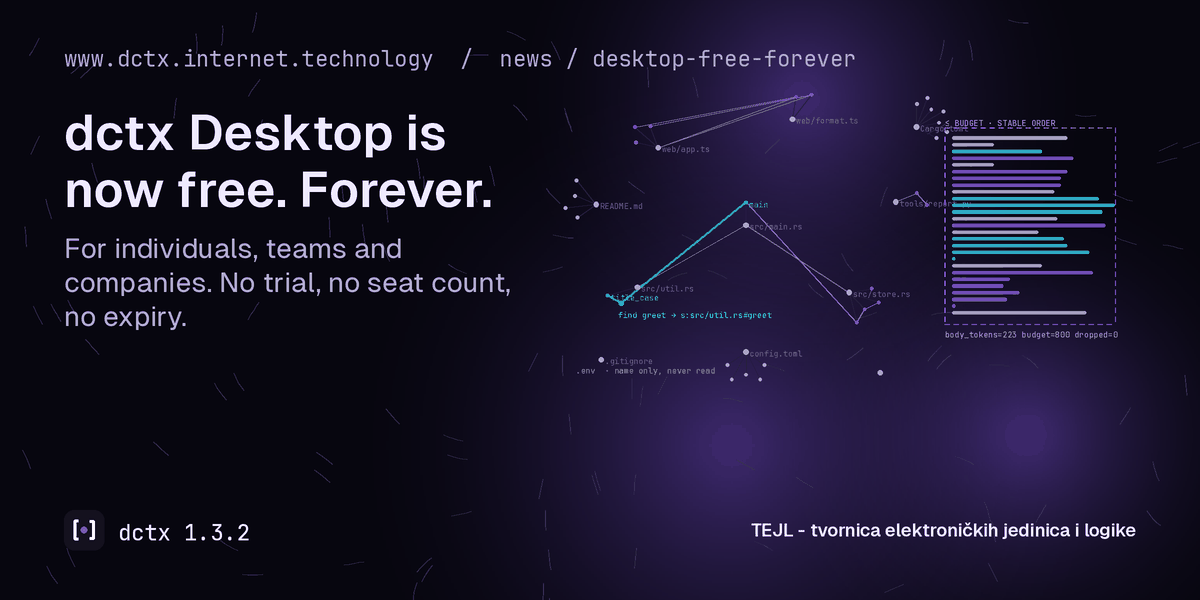 www.dctx.internet.technology / news / desktop-free-forever
dctx Desktop is
now free. Forever.
For individuals, teams and
companies. No trial, no seat count,
no expiry.
web/format.ts
web/app.ts
README.md
main
src/main.rs
src/util.rs
title_case
find greet → s:src/util.rs#greet
src/store.rs
.gitignore
.env · name only, never read
config.toml
≤ BUDGET · STABLE ORDER
body_tokens=223 budget=800 dropped=0
dctx 1.3.2
TEJL - tvornica elektroničkih jedinica i logike